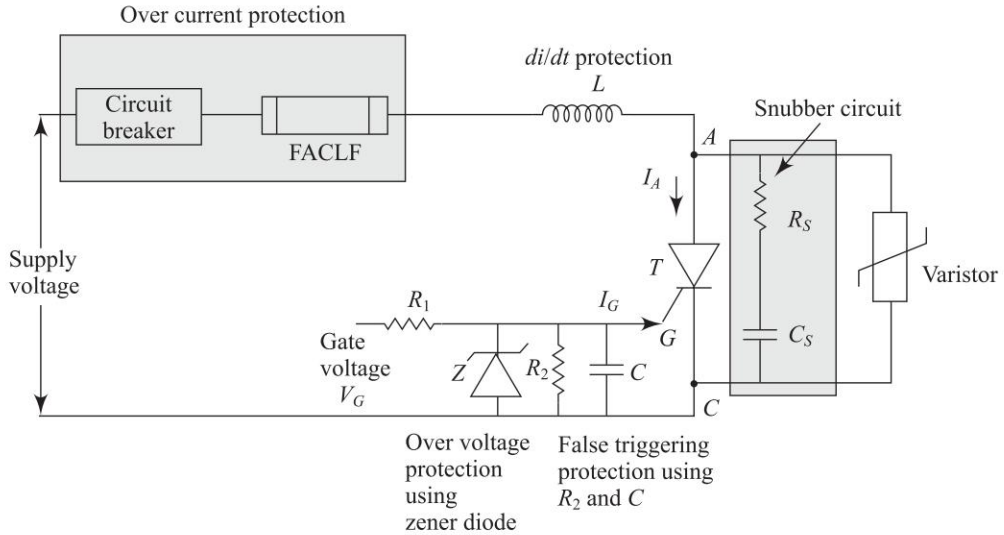 Over current protection
Circuit
breaker
FACLF
di/dt protection
L
Snubber circuit
A
I_A
R_S
Supply
voltage
T
Varistor
R_1
I_G
G
C_S
Gate
voltage
V_G
Z
R_2
C
C
Over voltage
protection
using
zener diode
False triggering
protection using
R_2 and C